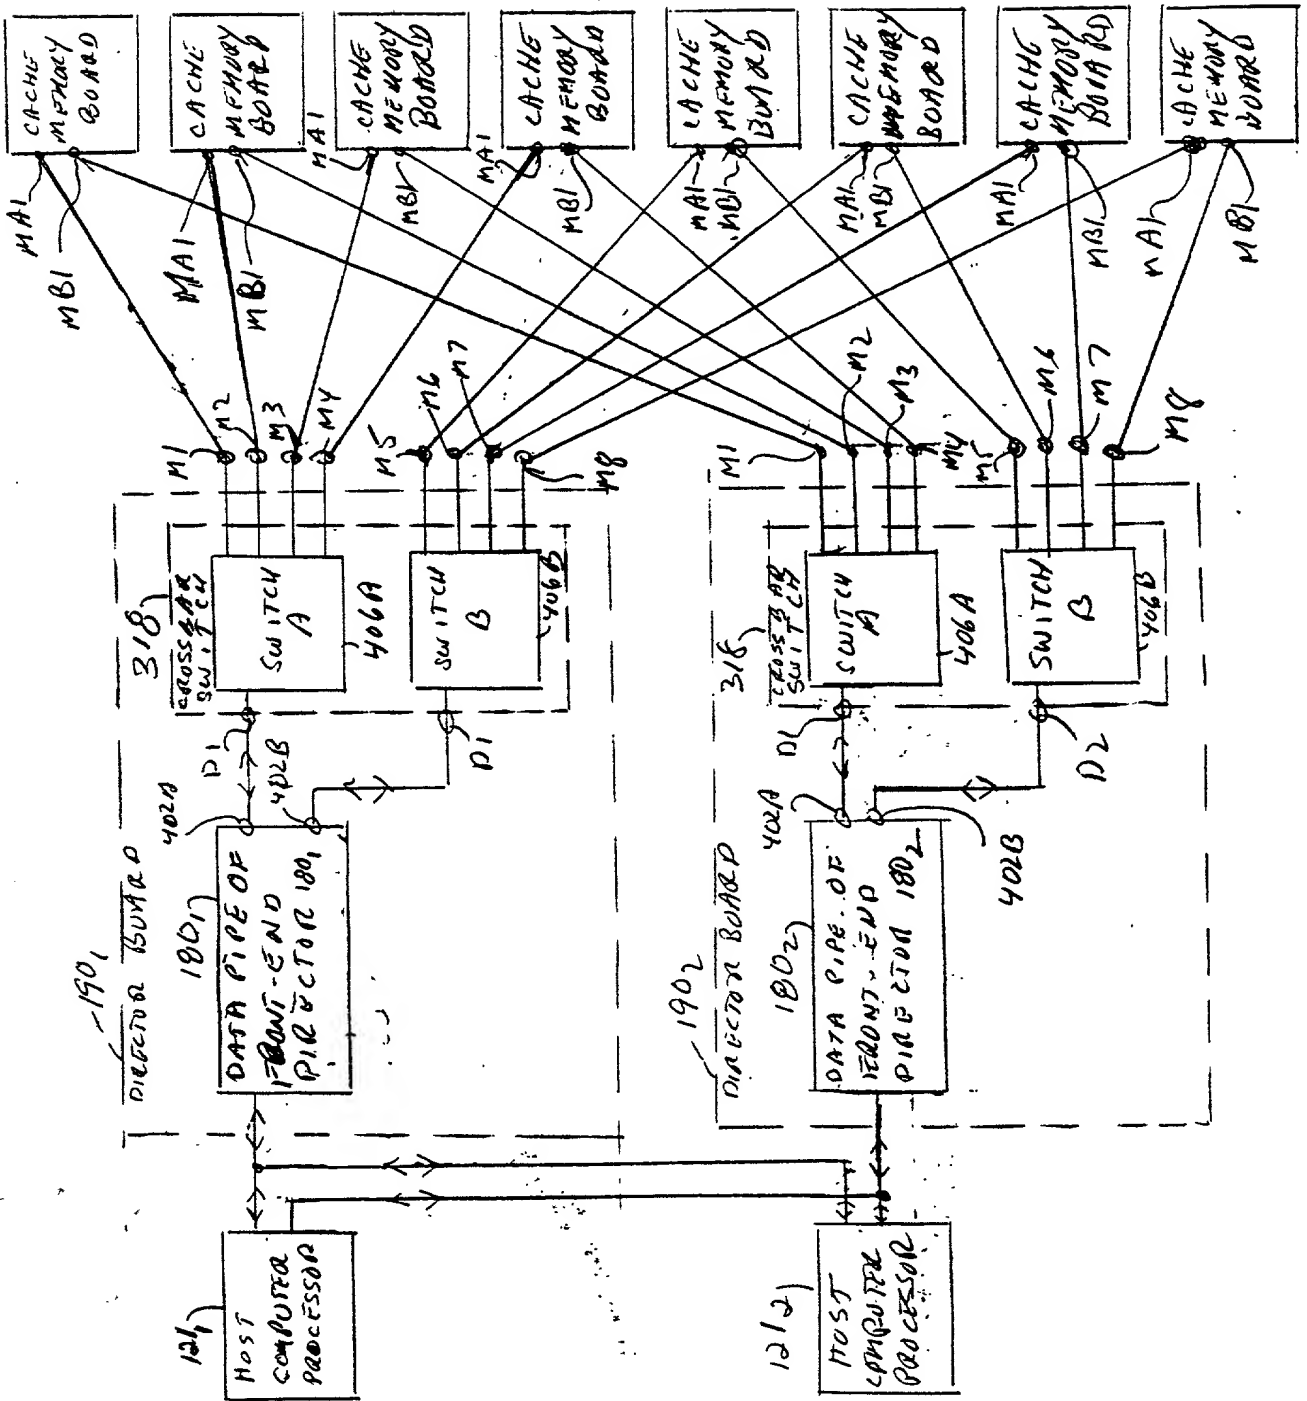 CACHE
MEMORY
BOARD
CACHE
MEMORY
BOARD
CACHE
MEMORY
BOARD
CACHE
MEMORY
BOARD
CACHE
MEMORY
BOARD
CACHE
MEMORY
BOARD
CACHE
MEMORY
BOARD
CACHE
MEMORY
BOARD
MA1
MB1
MA1
MB1
MA1
MB1
MA1
MB1
MA1
MB1
MA1
MB1
MA1
MB1
MA1
MB1
M1
M2
M3
M4
M5
M6
M7
M8
M1
M2
M3
M4
M5
M6
M7
M8
318
CROSSBAR
SWITCH
SWITCH
A
406A
SWITCH
B
406B
318
CROSSBAR
SWITCH
SWITCH
A
406A
SWITCH
B
406B
D1
D1
D1
D2
402A
402B
402A
402B
190₁
DIRECTOR BOARD
180₁
DATA PIPE OF
FRONT-END
DIRECTOR 180₁
190₂
DIRECTOR BOARD
180₂
DATA PIPE OF
FRONT-END
DIRECTOR 180₂
121₁
HOST
COMPUTER
PROCESSOR
121₂
HOST
COMPUTER
PROCESSOR